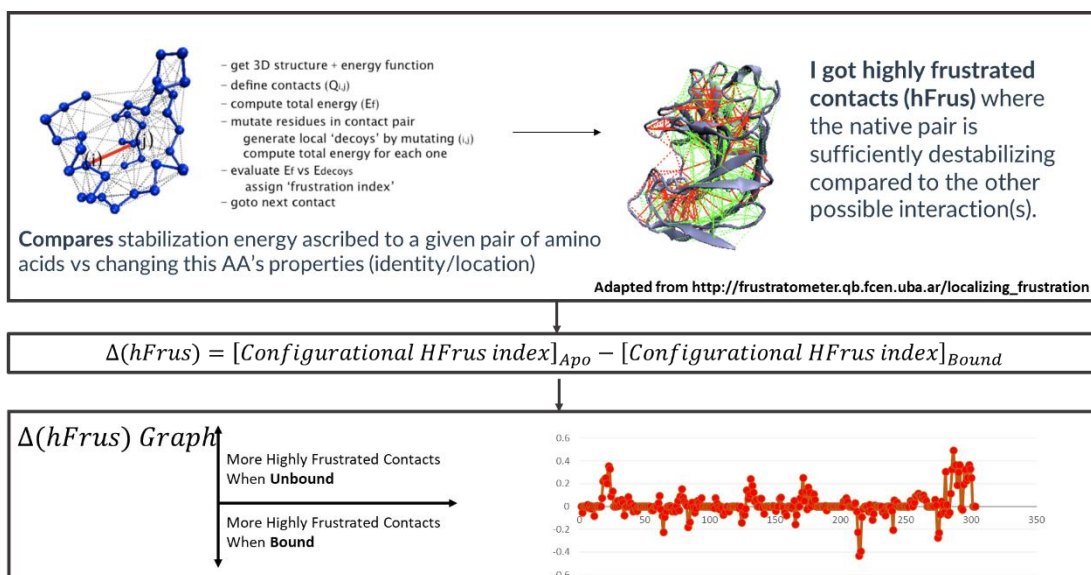 – get 3D structure + energy function
– define contacts (Qi,j)
– compute total energy (Ef)
– mutate residues in contact pair
generate local 'decoys' by mutating (i,j)
compute total energy for each one
– evaluate Ef vs Edecoys
assign 'frustration index'
– goto next contact
(i)
(j)
Compares stabilization energy ascribed to a given pair of amino
acids vs changing this AA's properties (identity/location)
I got highly frustrated
contacts (hFrus) where
the native pair is
sufficiently destabilizing
compared to the other
possible interaction(s).
Adapted from http://frustratometer.qb.fcen.uba.ar/localizing_frustration
Δ(hFrus) = [Configurational HFrus index]Apo − [Configurational HFrus index]Bound
Δ(hFrus) Graph
More Highly Frustrated Contacts
When Unbound
More Highly Frustrated Contacts
When Bound
0.6
0.4
0.2
0
-0.2
-0.4
-0.6
0 50 100 150 200 250 300 350